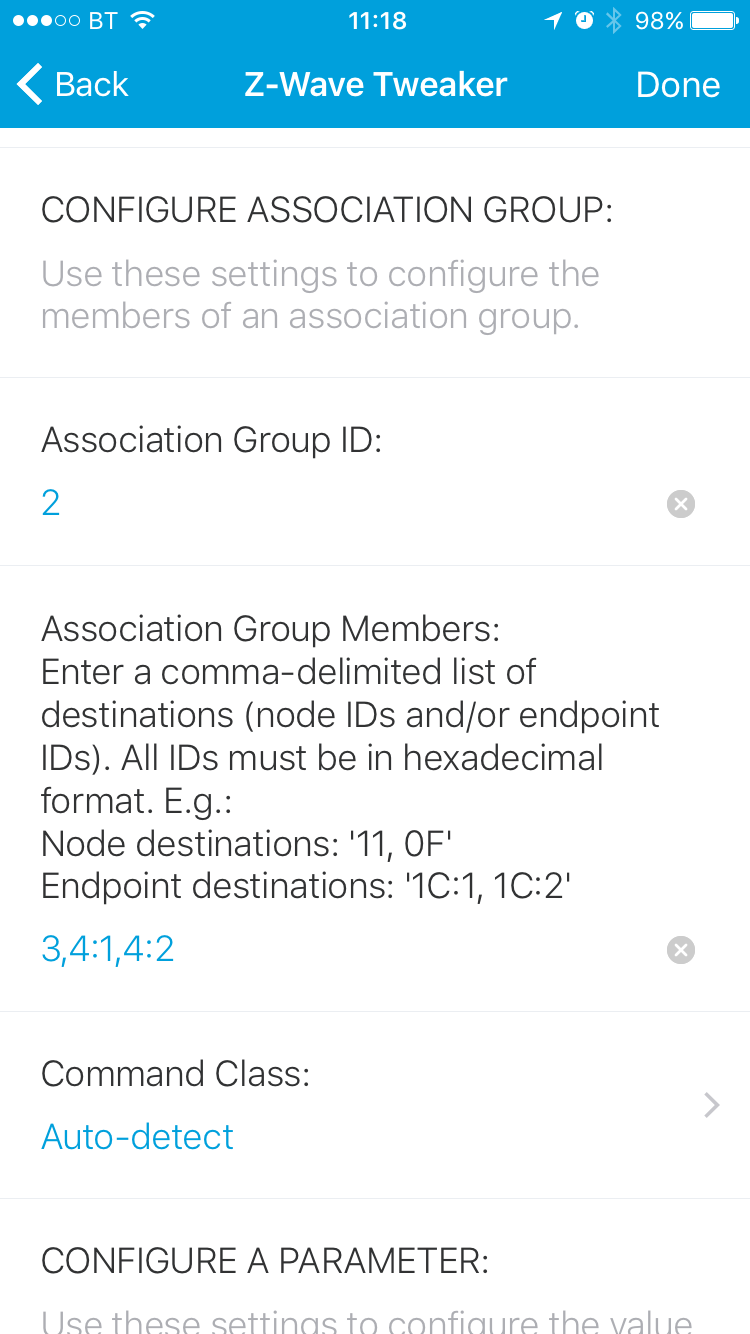 BT 11:18 98%
Back Z-Wave Tweaker Done
CONFIGURE ASSOCIATION GROUP:
Use these settings to configure the
members of an association group.
Association Group ID:
2
Association Group Members:
Enter a comma-delimited list of
destinations (node IDs and/or endpoint
IDs). All IDs must be in hexadecimal
format. E.g.:
Node destinations: '11, 0F'
Endpoint destinations: '1C:1, 1C:2'
3,4:1,4:2
Command Class:
Auto-detect
CONFIGURE A PARAMETER:
Use these settings to configure the value